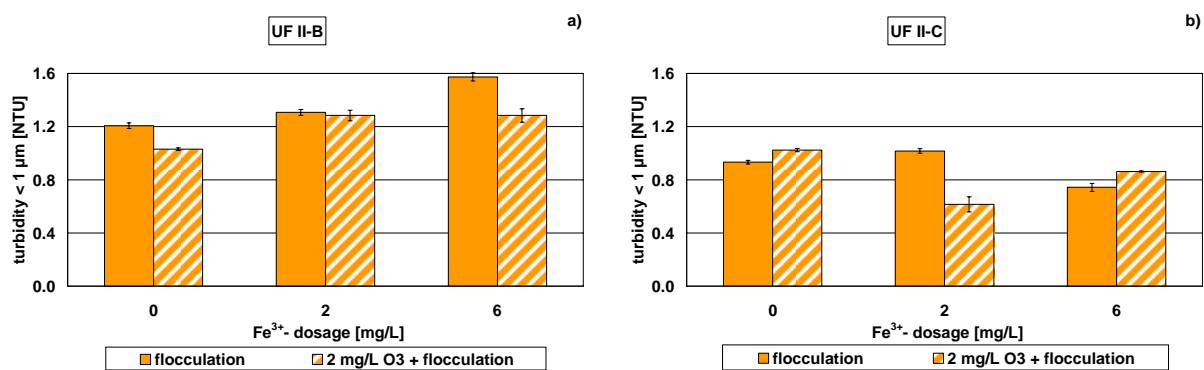 a)
UF II-B
turbidity < 1 µm [NTU]
1.6
1.2
0.8
0.4
0.0
0
2
6
Fe³⁺- dosage [mg/L]
flocculation
2 mg/L O3 + flocculation
b)
UF II-C
turbidity < 1 µm [NTU]
1.6
1.2
0.8
0.4
0.0
0
2
6
Fe³⁺- dosage [mg/L]
flocculation
2 mg/L O3 + flocculation